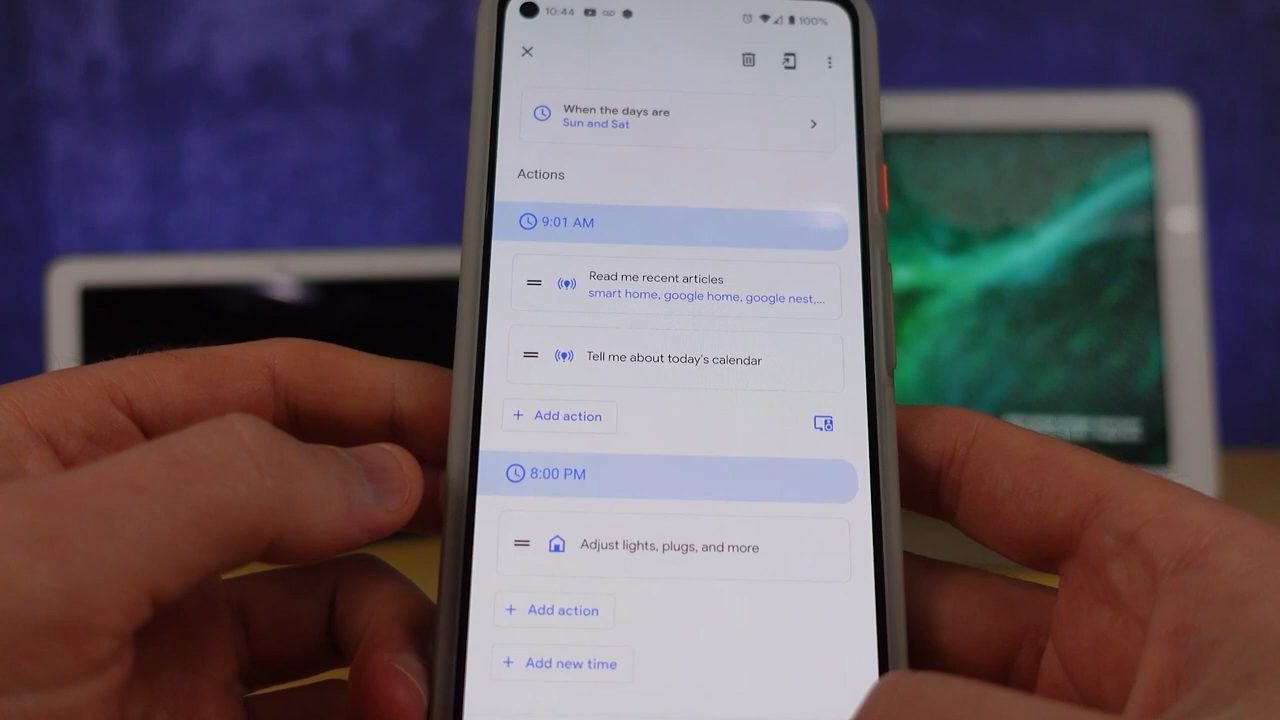 10:44
100%
When the days are
Sun and Sat
Actions
9:01 AM
Read me recent articles
smart home, google home, google nest,...
Tell me about today's calendar
+ Add action
8:00 PM
Adjust lights, plugs, and more
+ Add action
+ Add new time